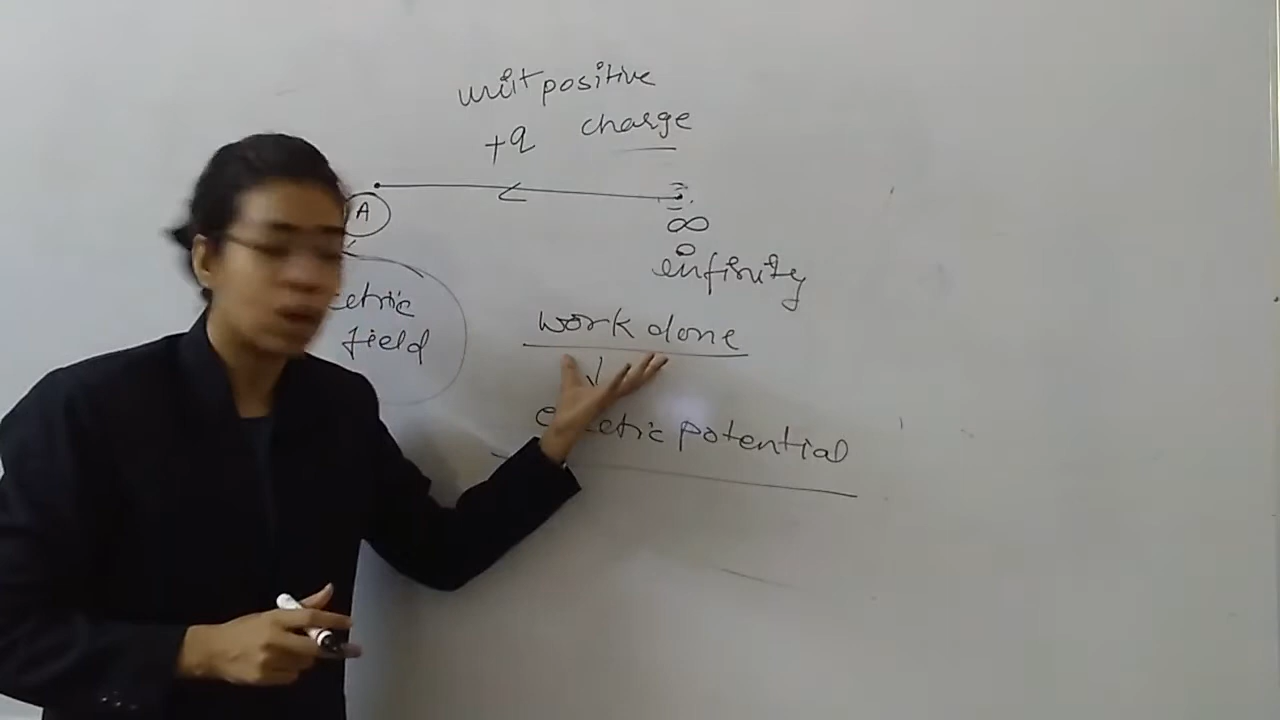 unit positive
+q charge
A
∞
infinity
field
work done
potential